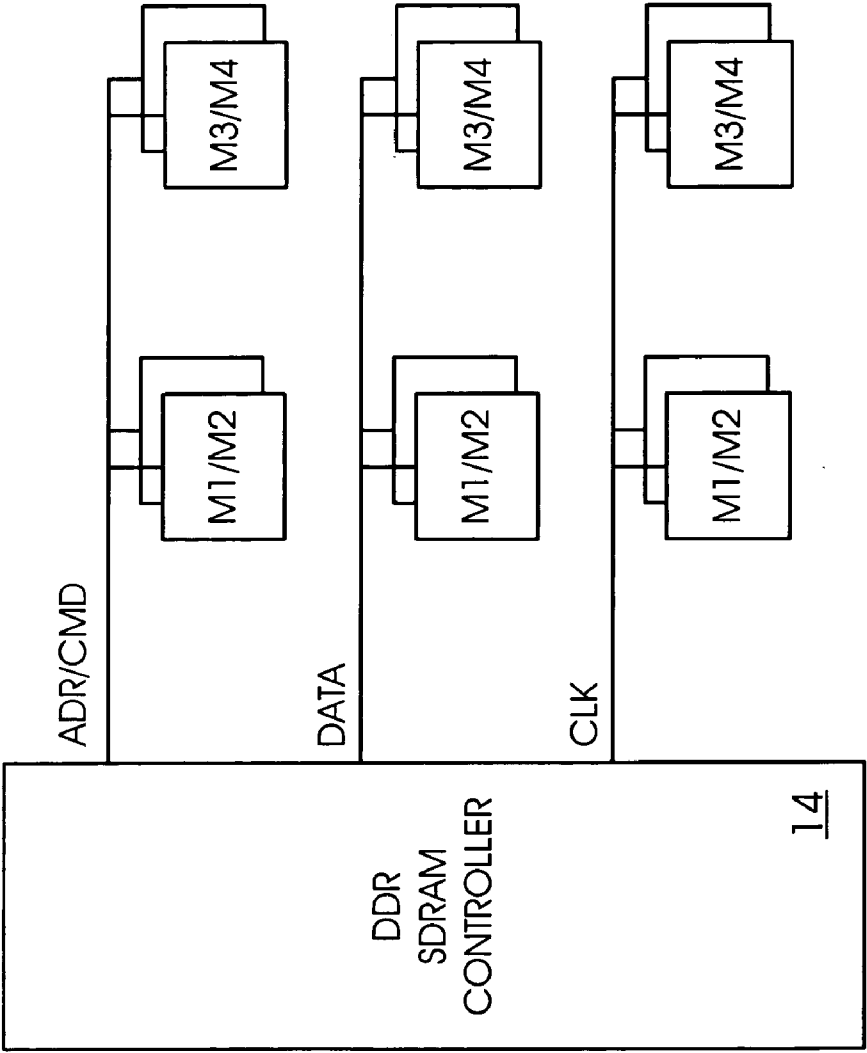 DDR
SDRAM
CONTROLLER
14
ADR/CMD
M1/M2
M3/M4
DATA
M1/M2
M3/M4
CLK
M1/M2
M3/M4